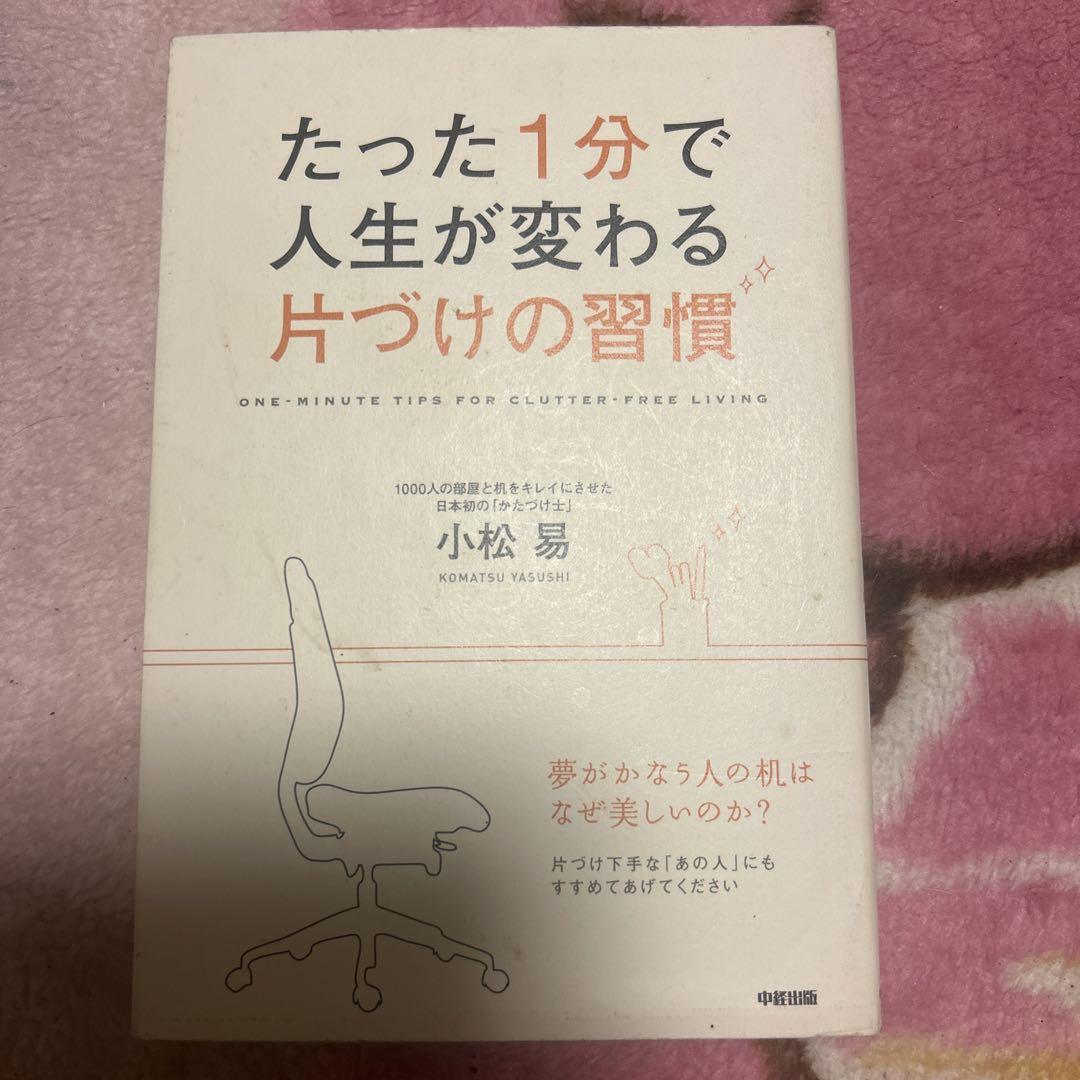 たった1分で
人生が変わる
片づけの習慣
ONE-MINUTE TIPS FOR CLUTTER-FREE LIVING
1000人の部屋と机をキレイにさせた
日本初の「かたづけ士」
小松 易
KOMATSU YASUSHI
夢がかなう人の机は
なぜ美しいのか?
片づけ下手な「あの人」にも
すすめてあげてください
中経出版